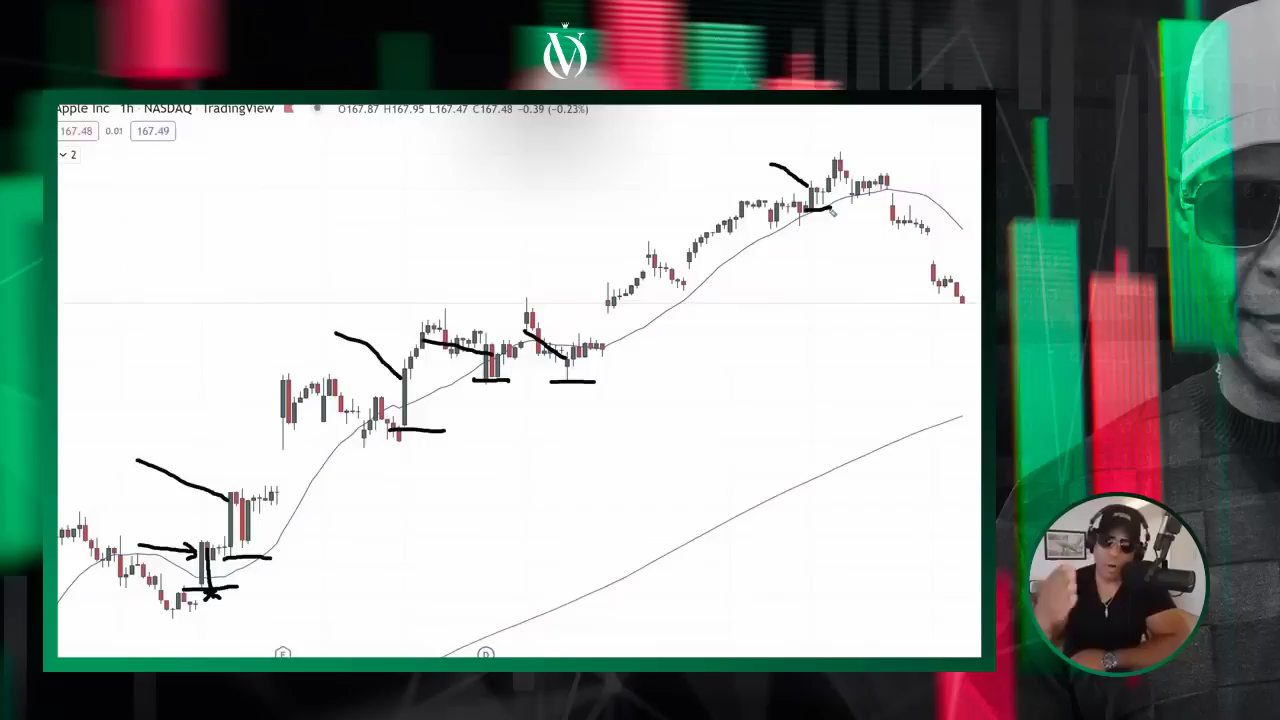 Apple Inc 1h NASDAQ TradingView O167.87 H167.95 L167.47 C167.48 −0.39 (−0.23%)
167.48 0.01 167.49
2
E D